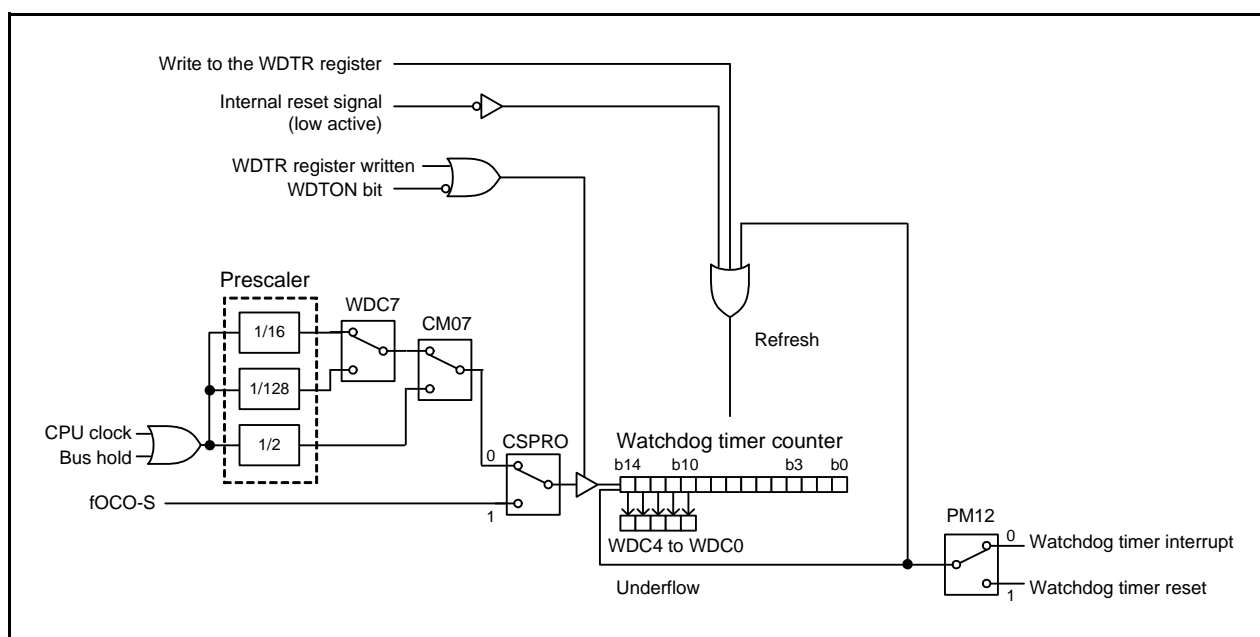 Write to the WDTR register
Internal reset signal
(low active)
WDTR register written
WDTON bit
Prescaler
WDC7
1/16
CM07
Refresh
1/128
CPU clock
Bus hold
1/2
CSPRO
Watchdog timer counter
0
b14
b10
b3
b0
fOCO-S
1
WDC4 to WDC0
PM12
0
Watchdog timer interrupt
Underflow
Watchdog timer reset
1